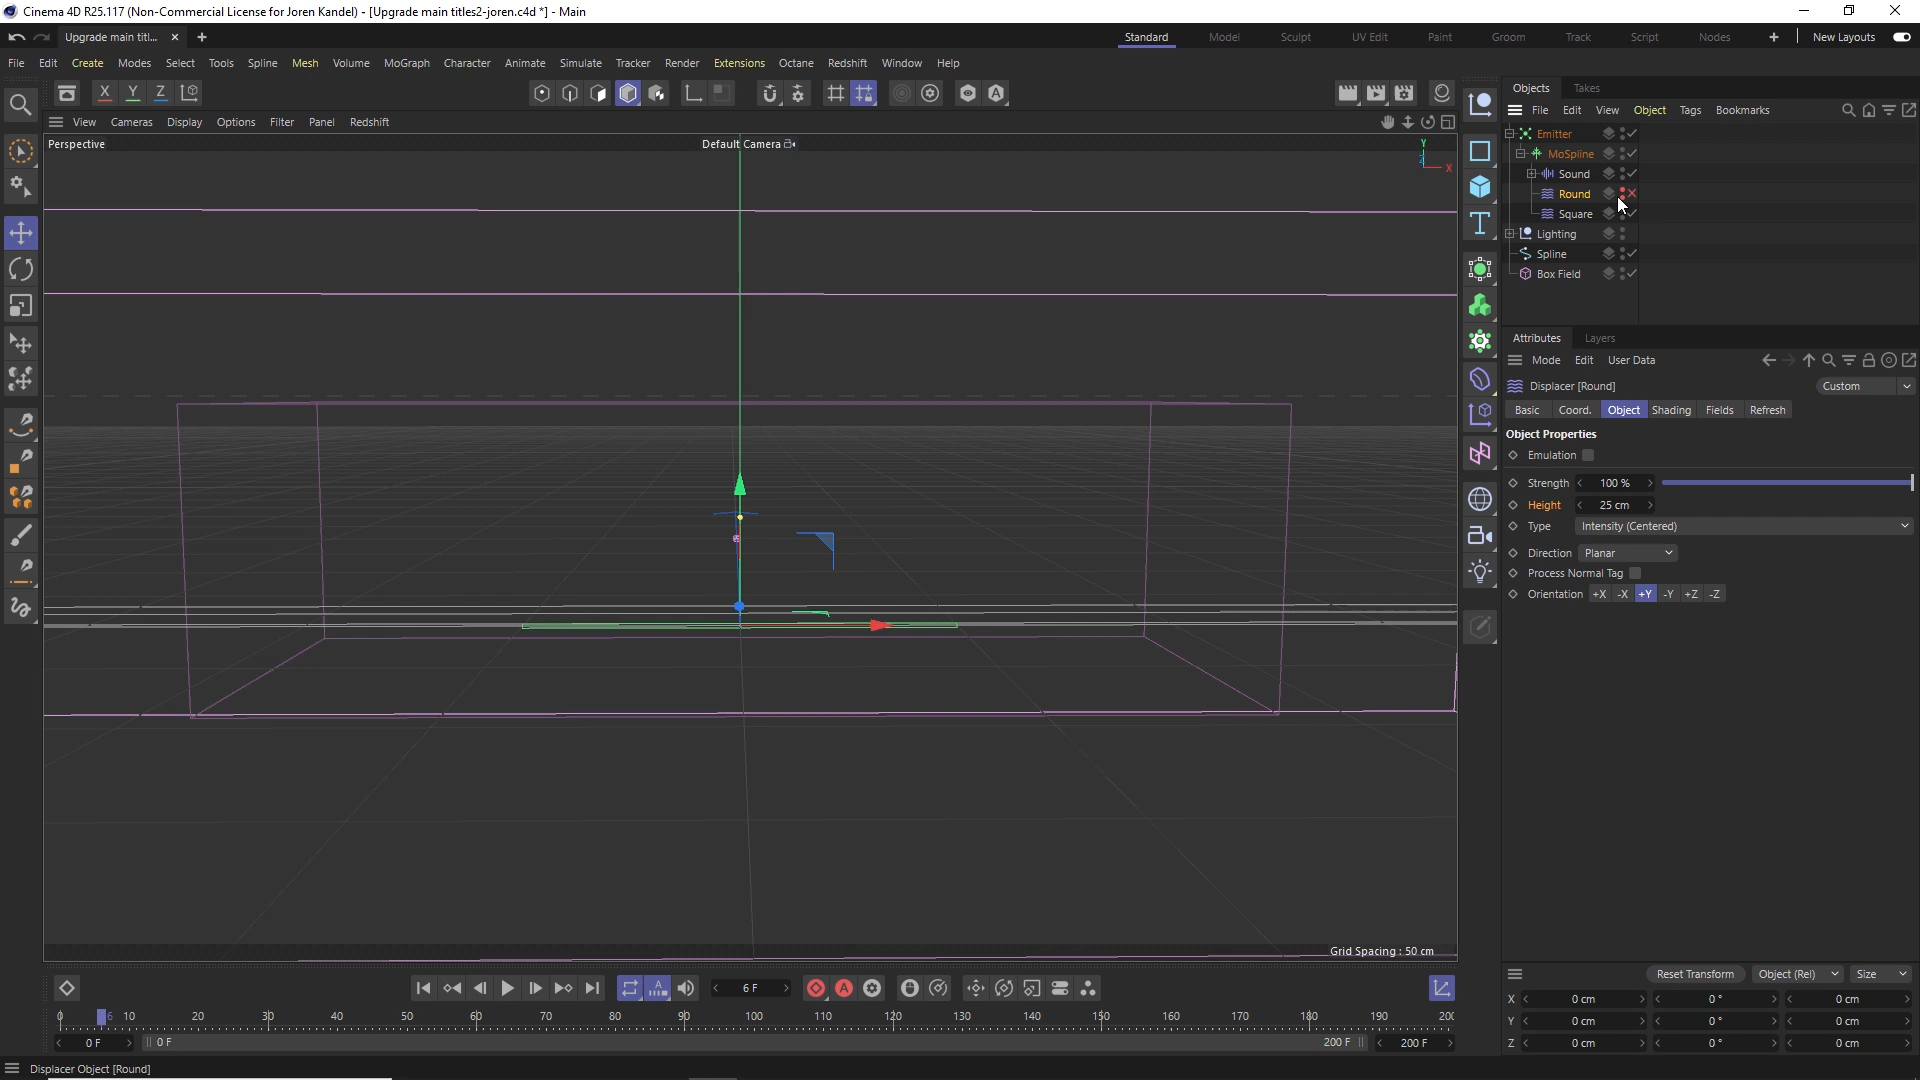 Cinema 4D R25.117 (Non-Commercial License for Joren Kandel) - [Upgrade main titles2-joren.c4d *] - Main
Upgrade main titl...
Standard Model Sculpt UV Edit Paint Groom Track Script Nodes New Layouts
File Edit Create Modes Select Tools Spline Mesh Volume MoGraph Character Animate Simulate Tracker Render Extensions Octane Redshift Window Help
X Y Z
View Cameras Display Options Filter Panel Redshift
Perspective
Default Camera
Y
Z
X
Grid Spacing : 50 cm
Objects Takes
File Edit View Object Tags Bookmarks
Emitter
MoSpline
Sound
Round
Square
Lighting
Spline
Box Field
Attributes Layers
Mode Edit User Data
Displacer [Round]
Custom
Basic Coord. Object Shading Fields Refresh
Object Properties
Emulation
Strength 100 %
Height 25 cm
Type Intensity (Centered)
Direction Planar
Process Normal Tag
Orientation +X -X +Y -Y +Z -Z
Reset Transform Object (Rel) Size
X 0 cm 0 ° 0 cm
Y 0 cm 0 ° 0 cm
Z 0 cm 0 ° 0 cm
6 F
0 6 10 20 30 40 50 60 70 80 90 100 110 120 130 140 150 160 170 180 190 200
0 F 0 F 200 F 200 F
Displacer Object [Round]